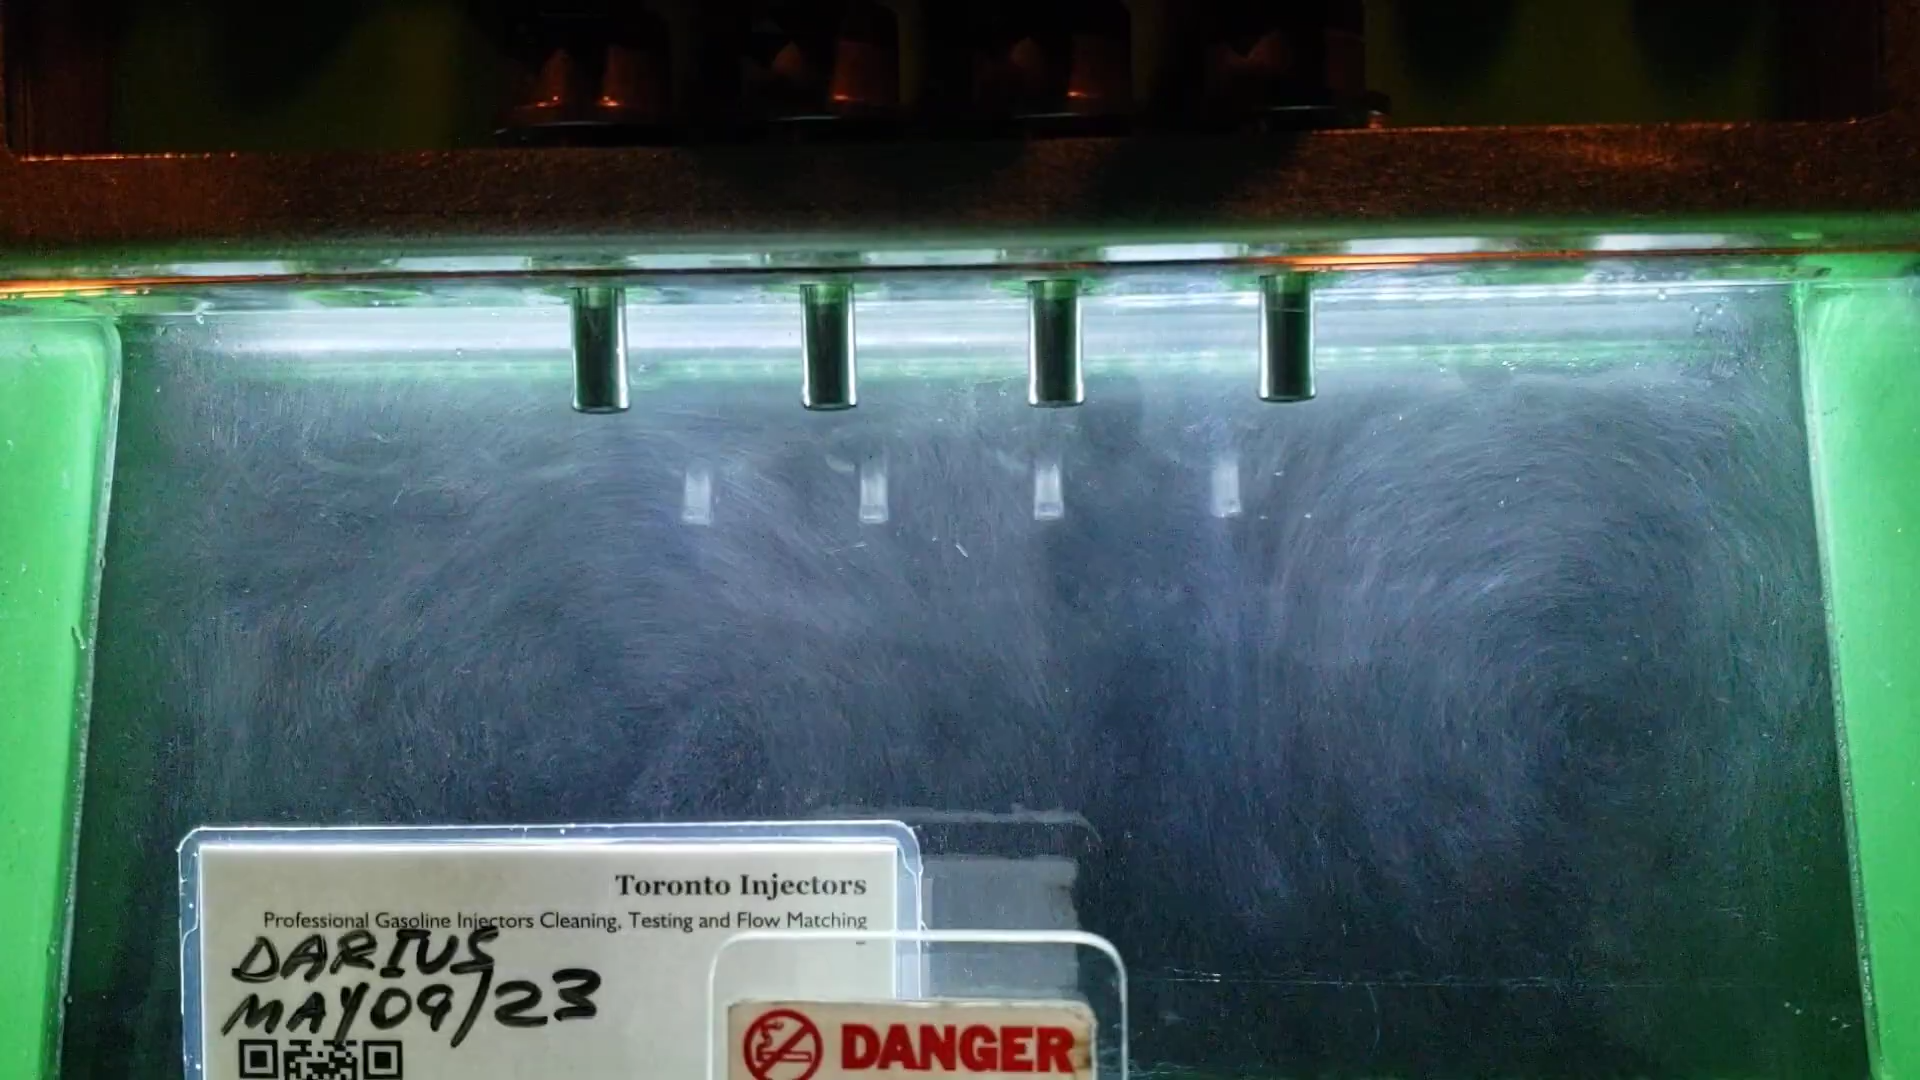 Toronto Injectors
Professional Gasoline Injectors Cleaning, Testing and Flow Matching
DARIUS
MAY09/23
DANGER